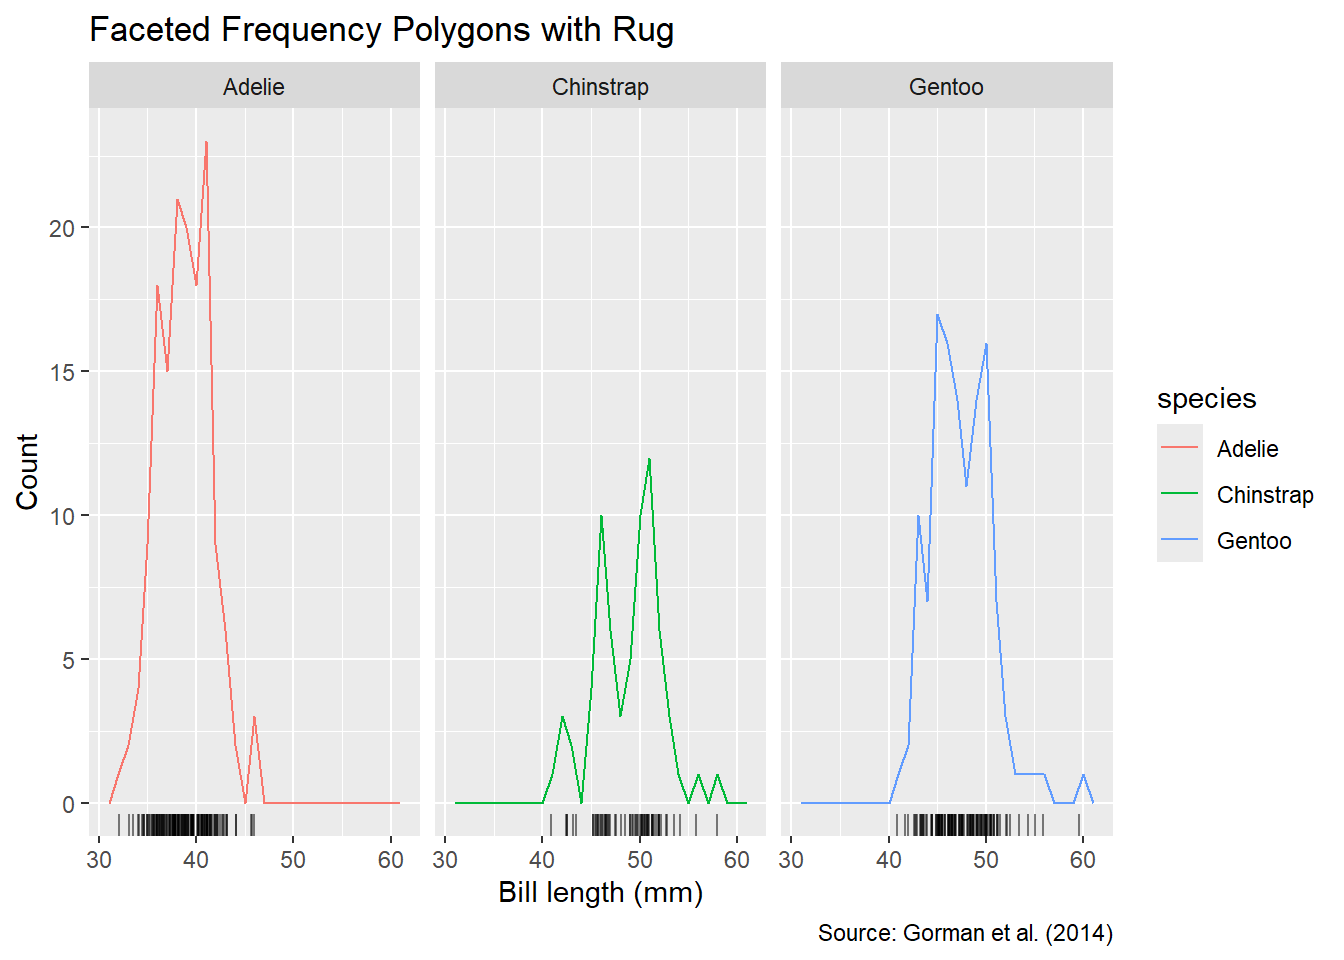 Faceted Frequency Polygons with Rug
Adelie Chinstrap Gentoo
20
15
10
5
0
Count
30 40 50 60 30 40 50 60 30 40 50 60
Bill length (mm)
species
Adelie
Chinstrap
Gentoo
Source: Gorman et al. (2014)